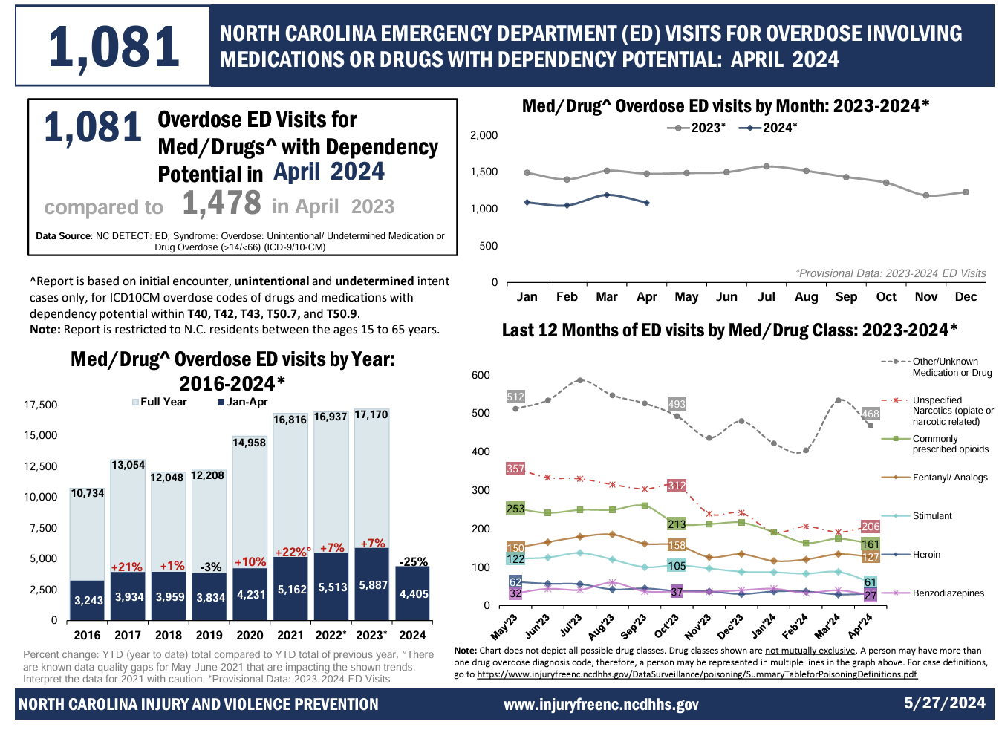 1,081
NORTH CAROLINA EMERGENCY DEPARTMENT (ED) VISITS FOR OVERDOSE INVOLVING
MEDICATIONS OR DRUGS WITH DEPENDENCY POTENTIAL: APRIL 2024
1,081
Overdose ED Visits for
Med/Drugs^ with Dependency
Potential in April 2024
compared to 1,478 in April 2023
Data Source: NC DETECT: ED; Syndrome: Overdose: Unintentional/ Undetermined Medication or
Drug Overdose (>14/<66) (ICD-9/10-CM)
^Report is based on initial encounter, unintentional and undetermined intent
cases only, for ICD10CM overdose codes of drugs and medications with
dependency potential within T40, T42, T43, T50.7, and T50.9.
Note: Report is restricted to N.C. residents between the ages 15 to 65 years.
Med/Drug^ Overdose ED visits by Year:
2016-2024*
Full Year Jan-Apr
17,500
15,000
12,500
10,000
7,500
5,000
2,500
0
10,734
13,054
12,048
12,208
14,958
16,816
16,937
17,170
+21%
+1%
-3%
+10%
+22%°
+7%
+7%
-25%
3,243
3,934
3,959
3,834
4,231
5,162
5,513
5,887
4,405
2016 2017 2018 2019 2020 2021 2022* 2023* 2024
Percent change: YTD (year to date) total compared to YTD total of previous year, °There
are known data quality gaps for May-June 2021 that are impacting the shown trends.
Interpret the data for 2021 with caution. *Provisional Data: 2023-2024 ED Visits
Med/Drug^ Overdose ED visits by Month: 2023-2024*
2023* 2024*
2,000
1,500
1,000
500
0
*Provisional Data: 2023-2024 ED Visits
Jan Feb Mar Apr May Jun Jul Aug Sep Oct Nov Dec
Last 12 Months of ED visits by Med/Drug Class: 2023-2024*
600
500
400
300
200
100
0
512
493
468
357
312
206
253
213
161
150
158
127
122
105
61
62
37
27
32
Other/Unknown
Medication or Drug
Unspecified
Narcotics (opiate or
narcotic related)
Commonly
prescribed opioids
Fentanyl/ Analogs
Stimulant
Heroin
Benzodiazepines
May'23 Jun'23 Jul'23 Aug'23 Sep'23 Oct'23 Nov'23 Dec'23 Jan'24 Feb'24 Mar'24 Apr'24
Note: Chart does not depict all possible drug classes. Drug classes shown are not mutually exclusive. A person may have more than
one drug overdose diagnosis code, therefore, a person may be represented in multiple lines in the graph above. For case definitions,
go to https://www.injuryfreenc.ncdhhs.gov/DataSurveillance/poisoning/SummaryTableforPoisoningDefinitions.pdf
NORTH CAROLINA INJURY AND VIOLENCE PREVENTION
www.injuryfreenc.ncdhhs.gov
5/27/2024